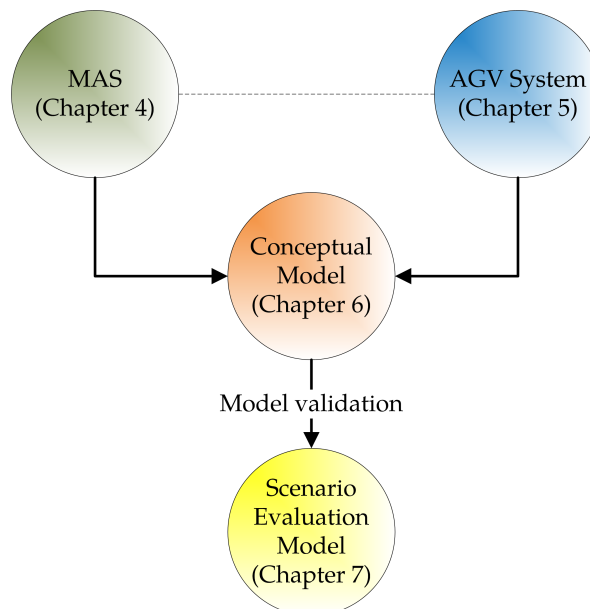 MAS
(Chapter 4)
AGV System
(Chapter 5)
Conceptual
Model
(Chapter 6)
Model validation
Scenario
Evaluation
Model
(Chapter 7)